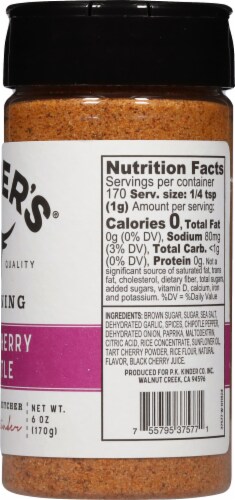 ER'S®
QUALITY
Nutrition Facts
Servings per container
170 Serv. size: 1/4 tsp
(1g) Amount per serving:
Calories 0, Total Fat
0g (0% DV), Sodium 80mg
(3% DV), Total Carb. <1g
(0% DV), Protein 0g. Not a
significant source of saturated fat, trans
fat, cholesterol, dietary fiber, total sugars,
added sugars, vitamin D, calcium, iron
and potassium. %DV = %Daily Value
INGREDIENTS: BROWN SUGAR, SUGAR, SEA SALT,
DEHYDRATED GARLIC, SPICES, CHIPOTLE PEPPER,
DEHYDRATED ONION, PAPRIKA, MALTODEXTRIN,
CITRIC ACID, RICE CONCENTRATE, SUNFLOWER OIL,
TART CHERRY POWDER, RICE FLOUR, NATURAL
FLAVOR, BLACK CHERRY JUICE.
PRODUCED FOR P.K. KINDER CO., INC.
WALNUT CREEK, CA 94596
7 55795 37577 1
ING
HERRY
TLE
NET WT.
6 OZ
(170g)